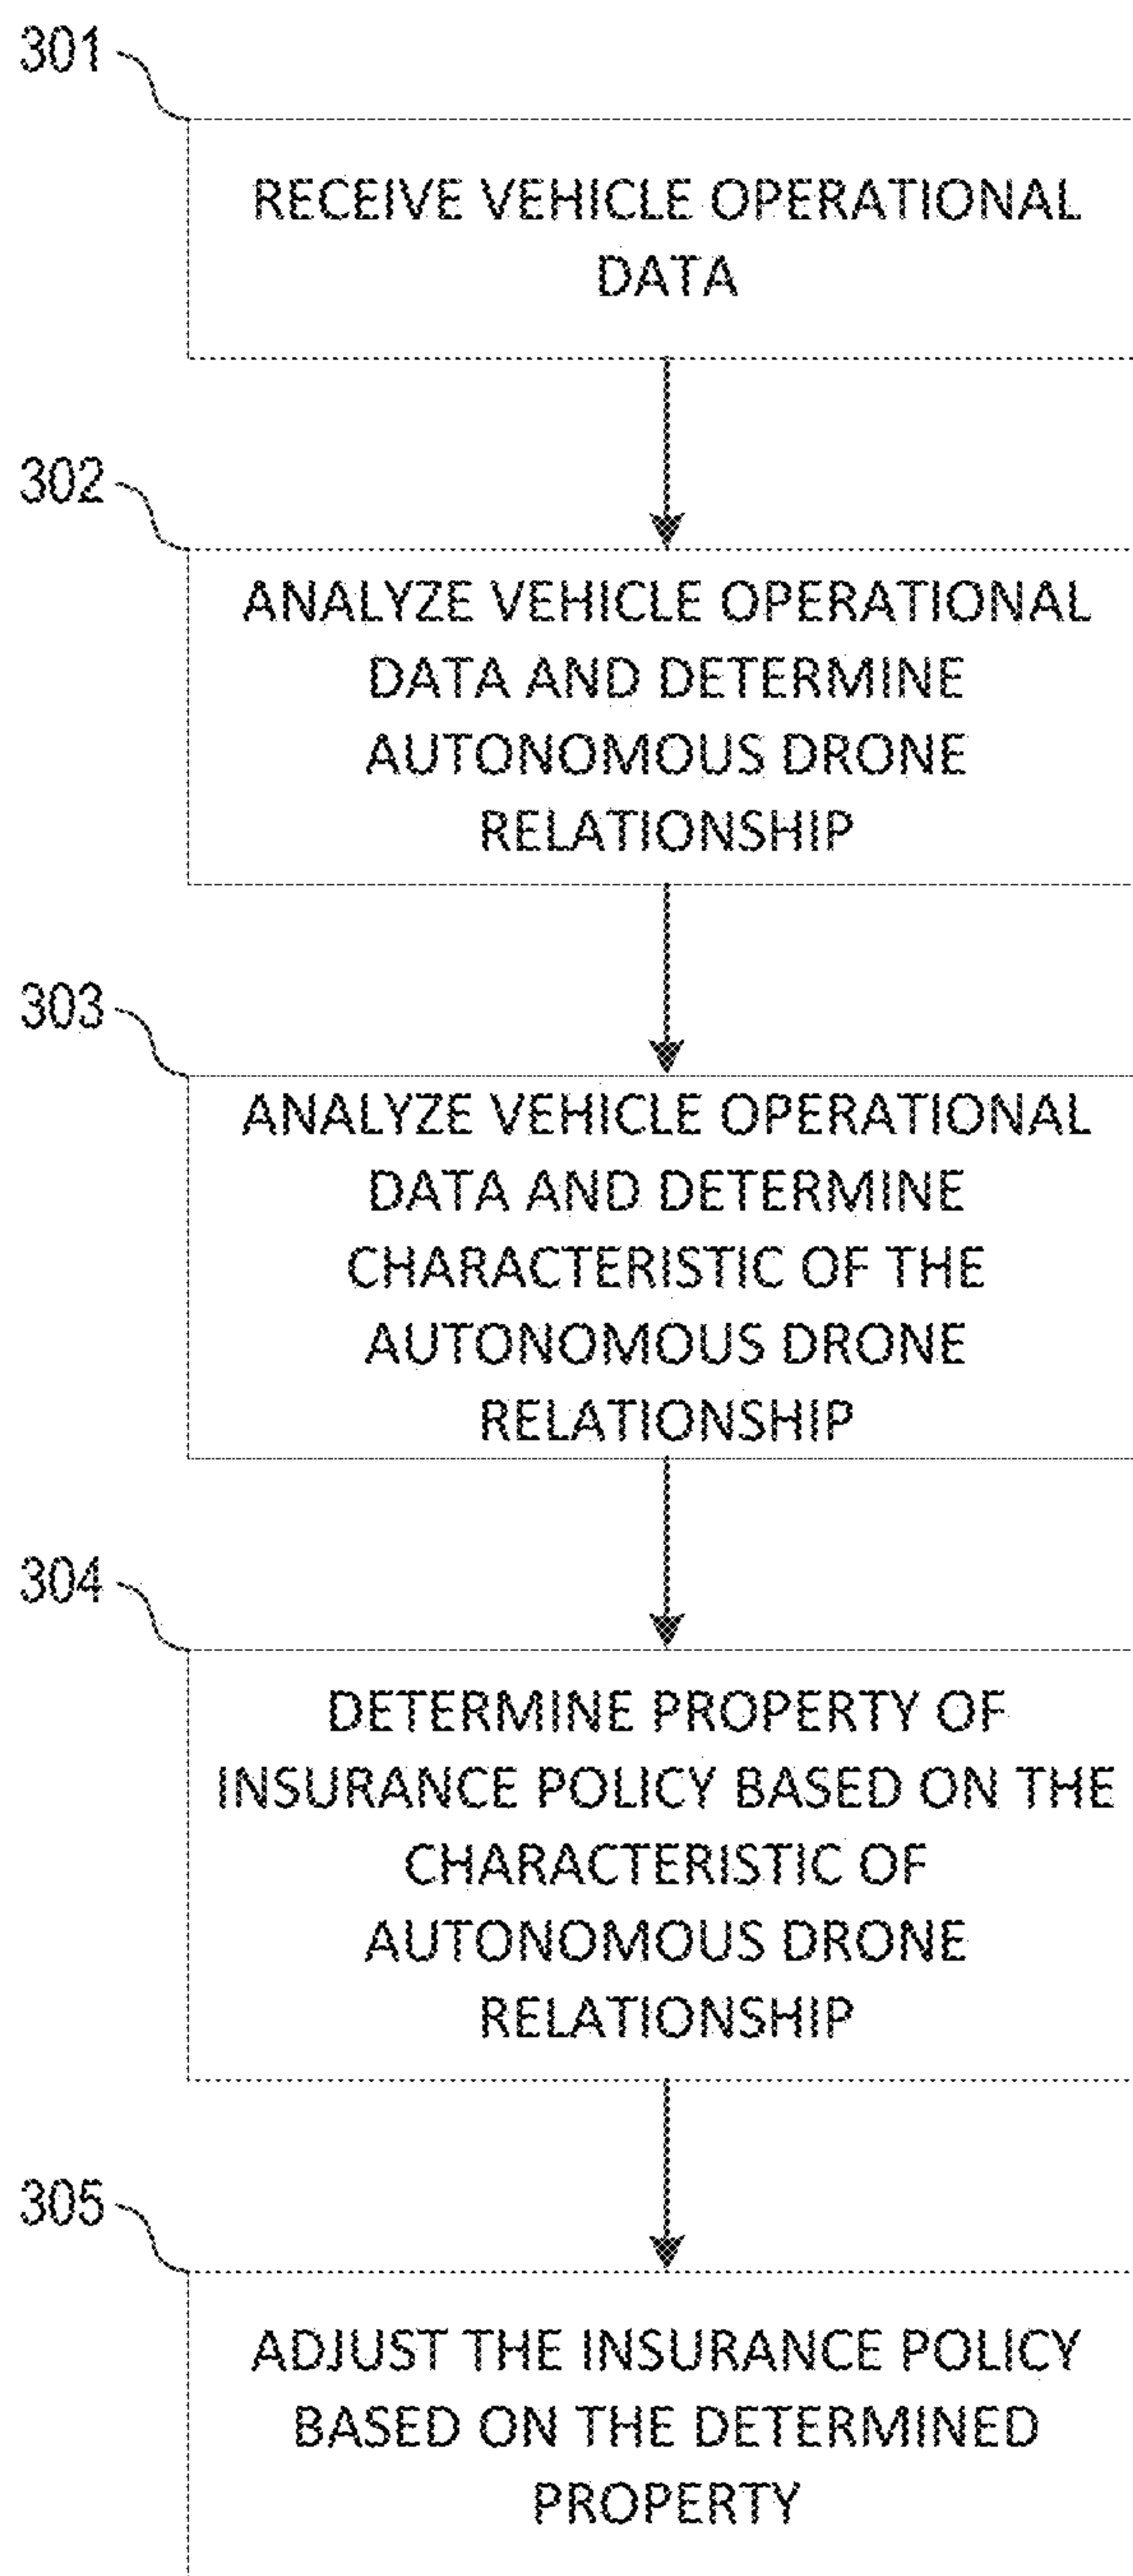 301
RECEIVE VEHICLE OPERATIONAL
DATA
302
ANALYZE VEHICLE OPERATIONAL
DATA AND DETERMINE
AUTONOMOUS DRONE
RELATIONSHIP
303
ANALYZE VEHICLE OPERATIONAL
DATA AND DETERMINE
CHARACTERISTIC OF THE
AUTONOMOUS DRONE
RELATIONSHIP
304
DETERMINE PROPERTY OF
INSURANCE POLICY BASED ON THE
CHARACTERISTIC OF
AUTONOMOUS DRONE
RELATIONSHIP
305
ADJUST THE INSURANCE POLICY
BASED ON THE DETERMINED
PROPERTY